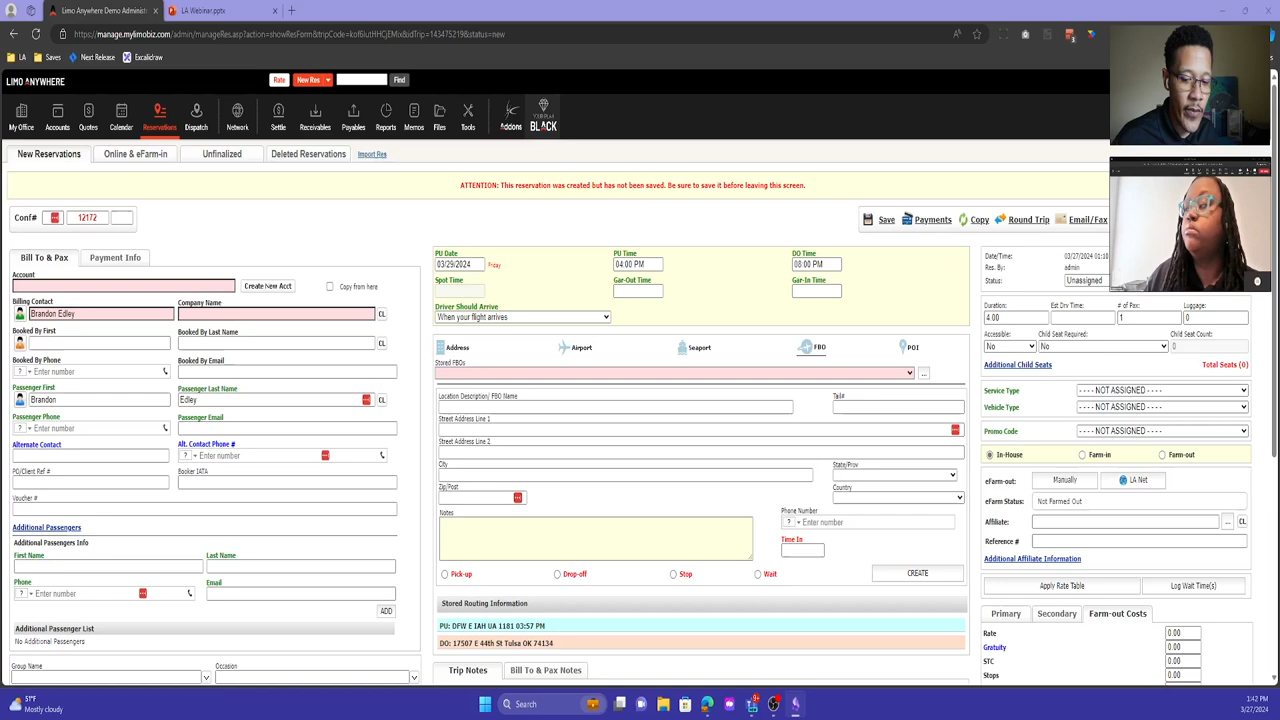 Limo Anywhere Demo Administ
LA Webinar.pptx
https://manage.mylimobiz.com/admin/manageRes.asp?action=showResForm&tripCode=kof6lutHHCjEMix&idTrip=143475219&status=new
LA
Sch
Next Release
Excalidraw
LIMO ANYWHERE
Rate
New Res
Find
My Office
Accounts
Quotes
Calendar
Reservations
Dispatch
Network
Settle
Receivables
Payables
Reports
Memos
Files
Tools
Addons
BLACK
New Reservations
Online & eFarm-in
Unfinalized
Deleted Reservations
Import Res
ATTENTION: This reservation was created but has not been saved. Be sure to save it before leaving this screen.
Conf#
12172
Save
Payments
Copy
Round Trip
Email/Fax
Bill To & Pax
Payment Info
Account
Create New Acct
Copy from here
Billing Contact
Company Name
Brandon Edley
CL
Booked By First
Booked By Last Name
CL
Booked By Phone
Booked By Email
? Enter number
Passenger First
Passenger Last Name
Brandon
Edley
CL
Passenger Phone
Passenger Email
? Enter number
Alternate Contact
Alt. Contact Phone #
? Enter number
PO/Client Ref #
Booker IATA
Voucher #
Additional Passengers
Additional Passengers Info
First Name
Last Name
Phone
Email
? Enter number
ADD
Additional Passenger List
No Additional Passengers
Group Name
Occasion
PU Date
PU Time
DO Time
03/29/2024
Friday
04:00 PM
08:00 PM
Spot Time
Gar-Out Time
Gar-In Time
Driver Should Arrive
When your flight arrives
Address
Airport
Seaport
FBO
POI
Stored FBOs
...
Location Description/ FBO Name
Tail#
Street Address Line 1
Street Address Line 2
City
State/Prov
Zip/Post
Country
Notes
Phone Number
? Enter number
Time In
Pick-up
Drop-off
Stop
Wait
CREATE
Stored Routing Information
PU: DFW E IAH UA 1181 03:57 PM
DO: 17507 E 44th St Tulsa OK 74134
Trip Notes
Bill To & Pax Notes
Date/Time:
03/27/2024 01:10
Res. By:
admin
Status:
Unassigned
Duration:
Est Drv Time:
# of Pax:
Luggage:
4.00
1
0
Accessible:
Child Seat Required:
Child Seat Count:
No
No
0
Additional Child Seats
Total Seats (0)
Service Type
- - - - NOT ASSIGNED - - - -
Vehicle Type
- - - - NOT ASSIGNED - - - -
Promo Code
- - - - NOT ASSIGNED - - - -
In-House
Farm-in
Farm-out
eFarm-out:
Manually
LA Net
eFarm Status:
Not Farmed Out
Affiliate:
...
CL
Reference #
Additional Affiliate Information
Apply Rate Table
Log Wait Time(s)
Primary
Secondary
Farm-out Costs
Rate
0.00
Gratuity
0.00
STC
0.00
Stops
0.00
51°F
Mostly cloudy
Search
1:42 PM
3/27/2024